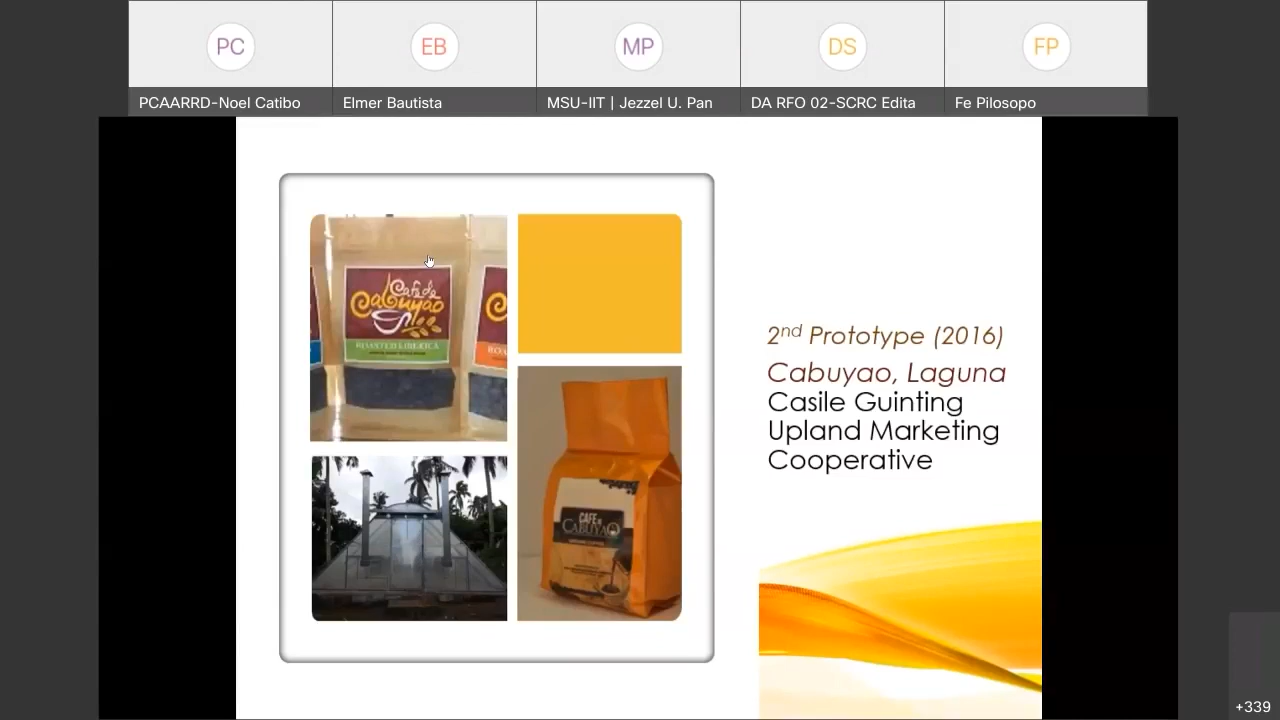 PC
EB
MP
DS
FP
PCAARRD-Noel Catibo
Elmer Bautista
MSU-IIT | Jezzel U. Pan
DA RFO 02-SCRC Edita
Fe Pilosopo
Café de
Cabuyao
ROASTED LIBERICA
CAFE de
CABUYAO
2nd Prototype (2016)
Cabuyao, Laguna
Casile Guinting
Upland Marketing
Cooperative
+339